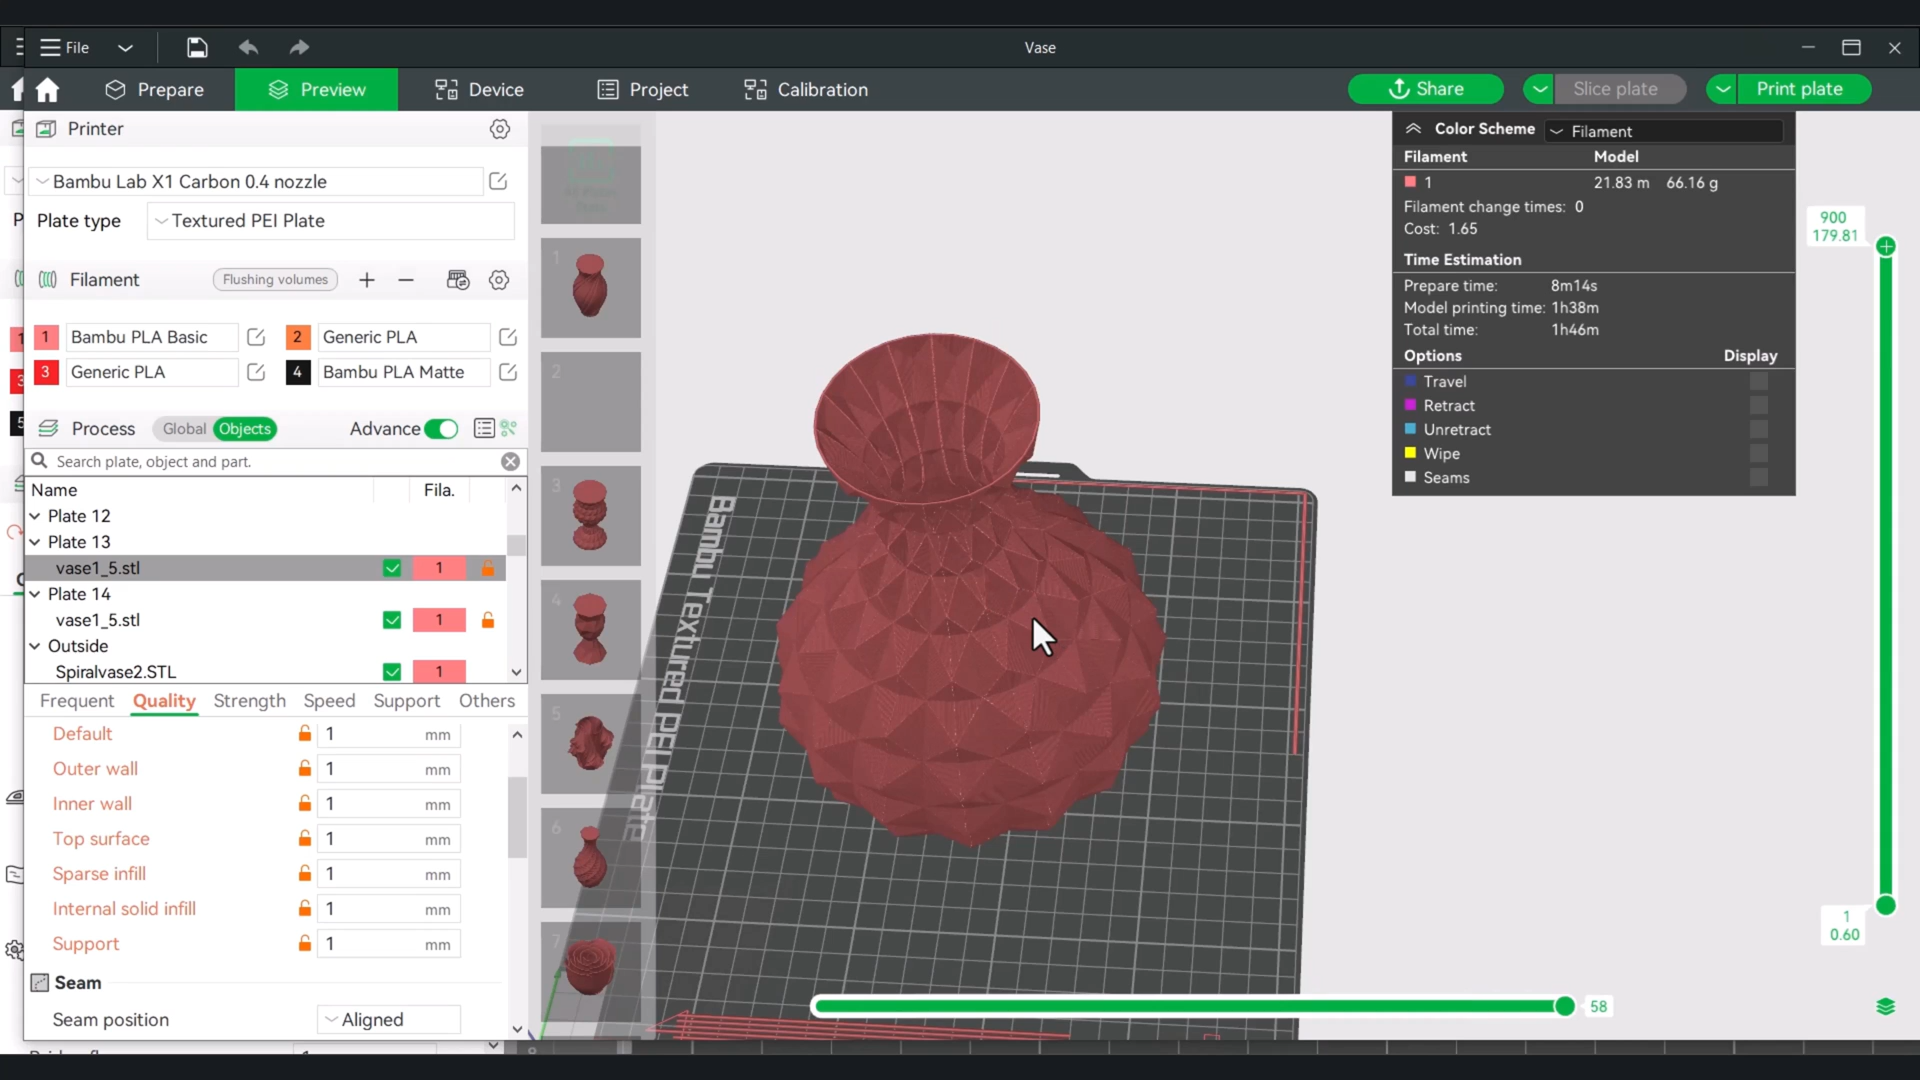 File
Vase
Prepare
Preview
Device
Project
Calibration
Share
Slice plate
Print plate
Printer
Bambu Lab X1 Carbon 0.4 nozzle
Plate type
Textured PEI Plate
Filament
Flushing volumes
1 Bambu PLA Basic
2 Generic PLA
3 Generic PLA
4 Bambu PLA Matte
Process
Global
Objects
Advance
Search plate, object and part.
Name Fila.
Plate 12
Plate 13
vase1_5.stl 1
Plate 14
vase1_5.stl 1
Outside
Spiralvase2.STL 1
Frequent
Quality
Strength
Speed
Support
Others
Default 1 mm
Outer wall 1 mm
Inner wall 1 mm
Top surface 1 mm
Sparse infill 1 mm
Internal solid infill 1 mm
Support 1 mm
Seam
Seam position Aligned
1
2
3
4
5
6
7
Bambu Textured PEI Plate
Color Scheme Filament
Filament Model
1 21.83 m 66.16 g
Filament change times: 0
Cost: 1.65
Time Estimation
Prepare time: 8m14s
Model printing time: 1h38m
Total time: 1h46m
Options Display
Travel
Retract
Unretract
Wipe
Seams
900
179.81
1
0.60
58